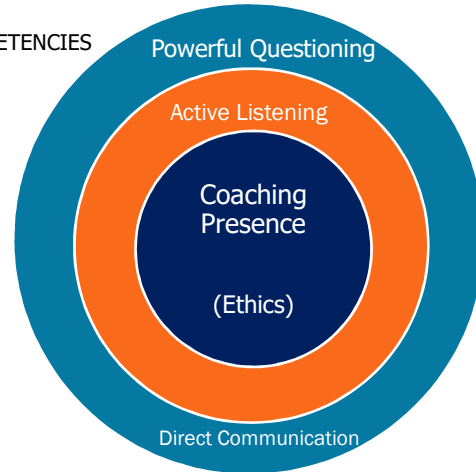 ETENCIES
Powerful Questioning
Active Listening
Coaching
Presence
(Ethics)
Direct Communication